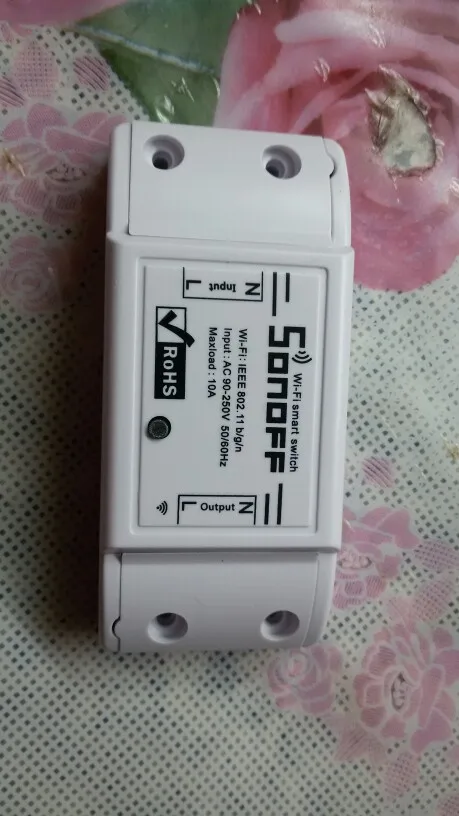 Wi-Fi smart switch
SONOFF
Wi-Fi: IEEE 802.11 b/g/n
Input : AC 90-250V 50/60Hz
Maxload : 10A
RoHS
N
Input
L
N
Output
L